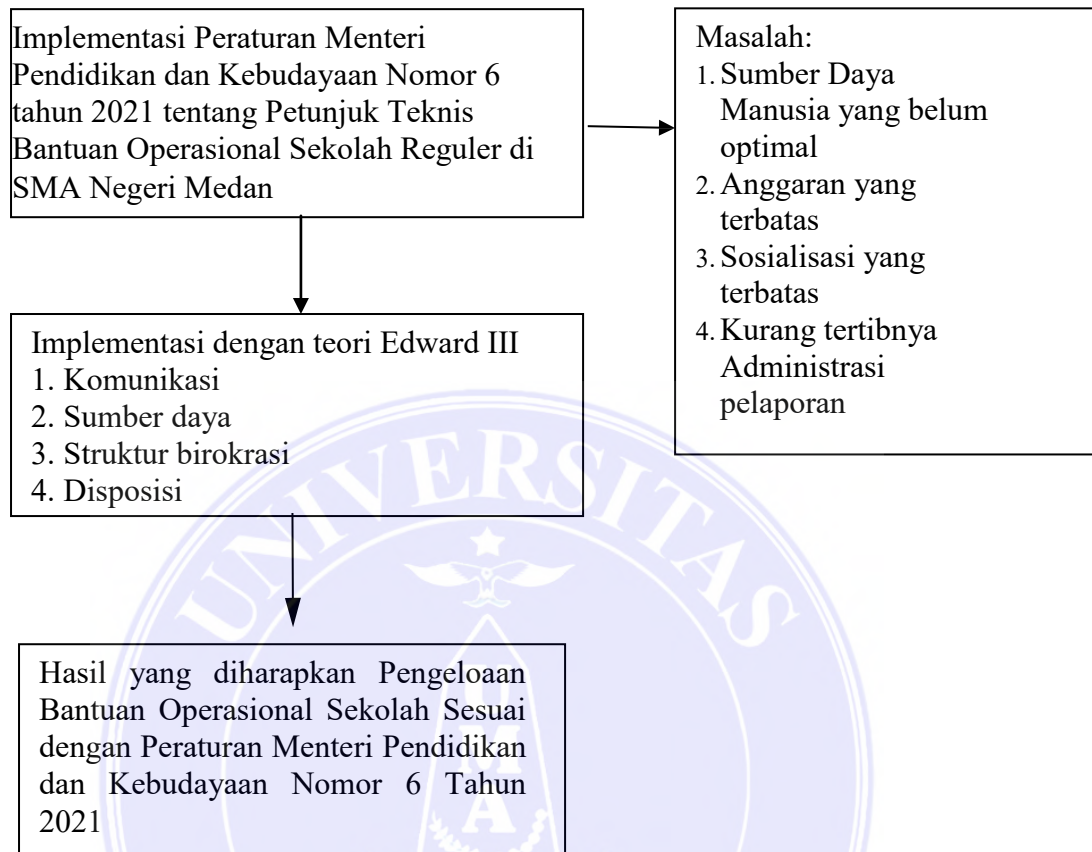 Implementasi Peraturan Menteri
Pendidikan dan Kebudayaan Nomor 6
tahun 2021 tentang Petunjuk Teknis
Bantuan Operasional Sekolah Reguler di
SMA Negeri Medan
Masalah:
1. Sumber Daya
Manusia yang belum
optimal
2. Anggaran yang
terbatas
3. Sosialisasi yang
terbatas
4. Kurang tertibnya
Administrasi
pelaporan
Implementasi dengan teori Edward III
1. Komunikasi
2. Sumber daya
3. Struktur birokrasi
4. Disposisi
Hasil yang diharapkan Pengeloaan
Bantuan Operasional Sekolah Sesuai
dengan Peraturan Menteri Pendidikan
dan Kebudayaan Nomor 6 Tahun
2021
UNIVERSITAS
U
M
A